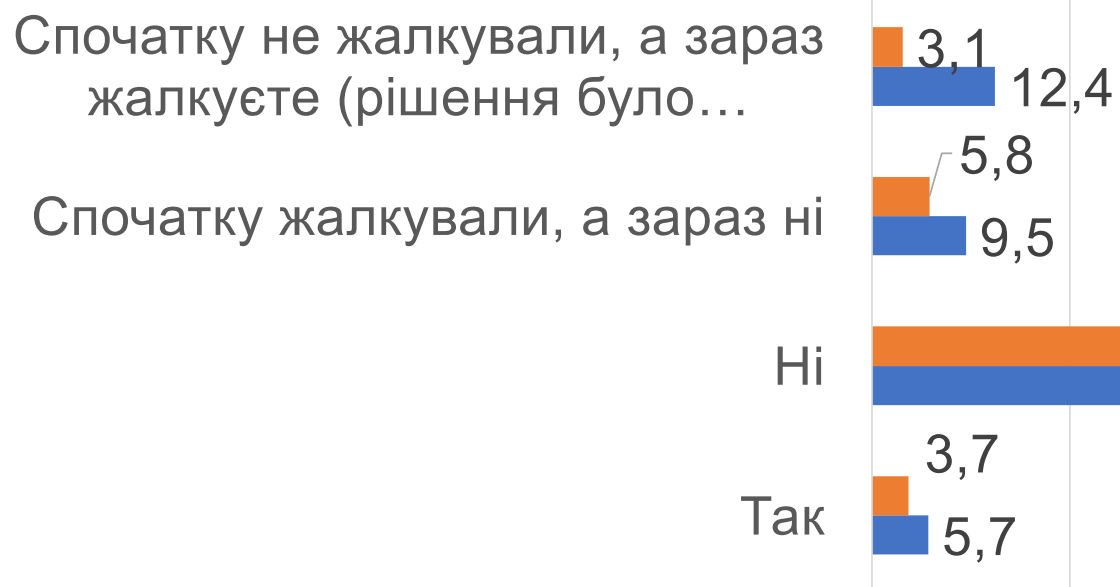 Спочатку не жалкували, а зараз
жалкуєте (рішення було…
3,1
12,4
Спочатку жалкували, а зараз ні
5,8
9,5
Ні
Так
3,7
5,7